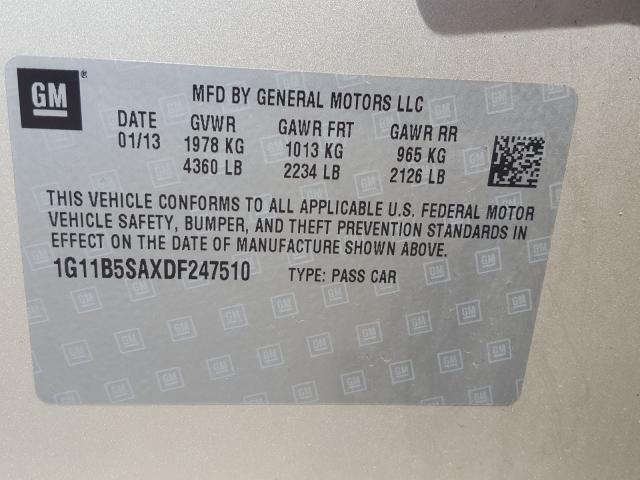 GM ®
MFD BY GENERAL MOTORS LLC
DATE GVWR GAWR FRT GAWR RR
01/13 1978 KG 1013 KG 965 KG
4360 LB 2234 LB 2126 LB
THIS VEHICLE CONFORMS TO ALL APPLICABLE U.S. FEDERAL MOTOR
VEHICLE SAFETY, BUMPER, AND THEFT PREVENTION STANDARDS IN
EFFECT ON THE DATE OF MANUFACTURE SHOWN ABOVE.
1G11B5SAXDF247510 TYPE: PASS CAR